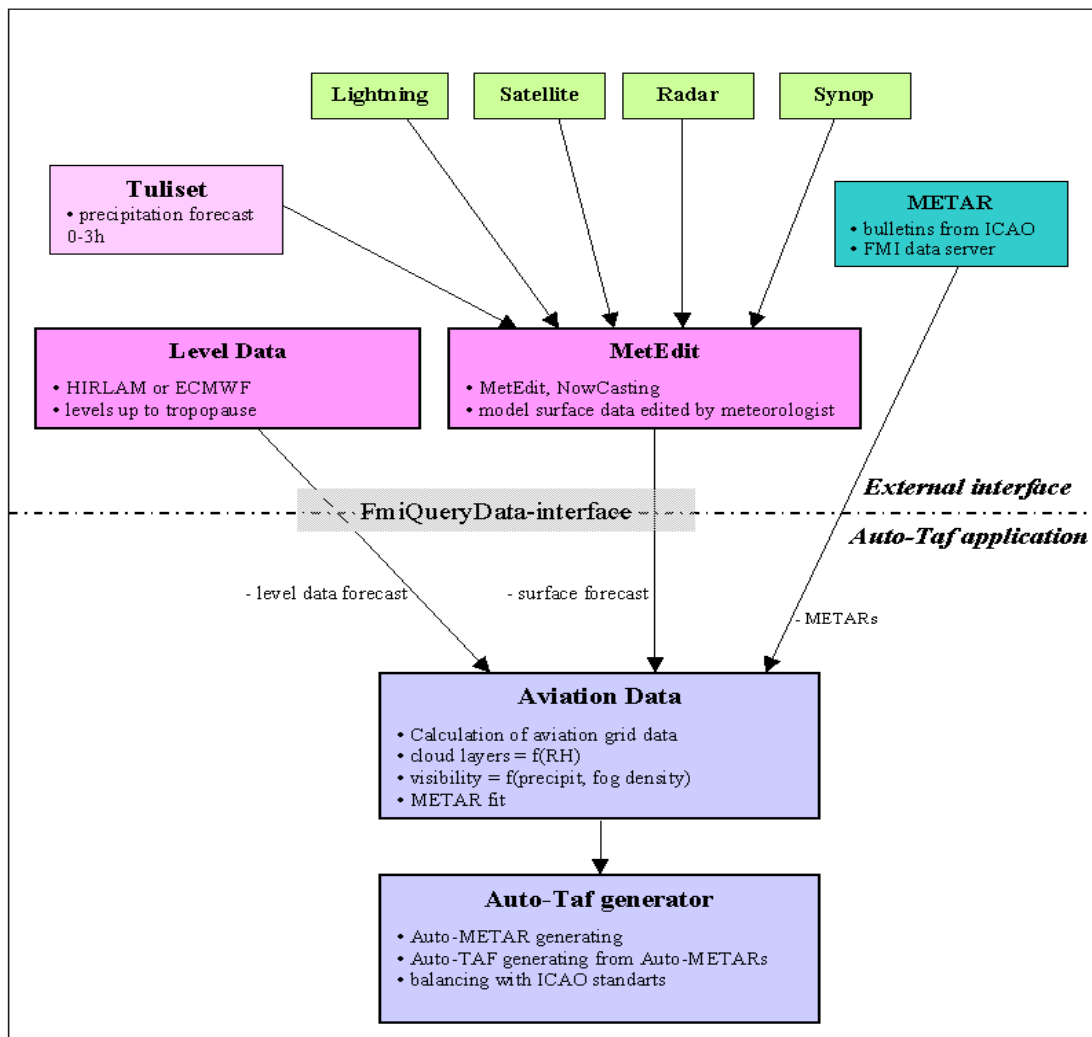 Lightning
Satellite
Radar
Synop
Tuliset
• precipitation forecast
0-3h
METAR
• bulletins from ICAO
• FMI data server
Level Data
• HIRLAM or ECMWF
• levels up to tropopause
MetEdit
• MetEdit, NowCasting
• model surface data edited by meteorologist
External interface
FmiQueryData-interface
Auto-Taf application
- level data forecast
- surface forecast
- METARs
Aviation Data
• Calculation of aviation grid data
• cloud layers = f(RH)
• visibility = f(precipit, fog density)
• METAR fit
Auto-Taf generator
• Auto-METAR generating
• Auto-TAF generating from Auto-METARs
• balancing with ICAO standarts